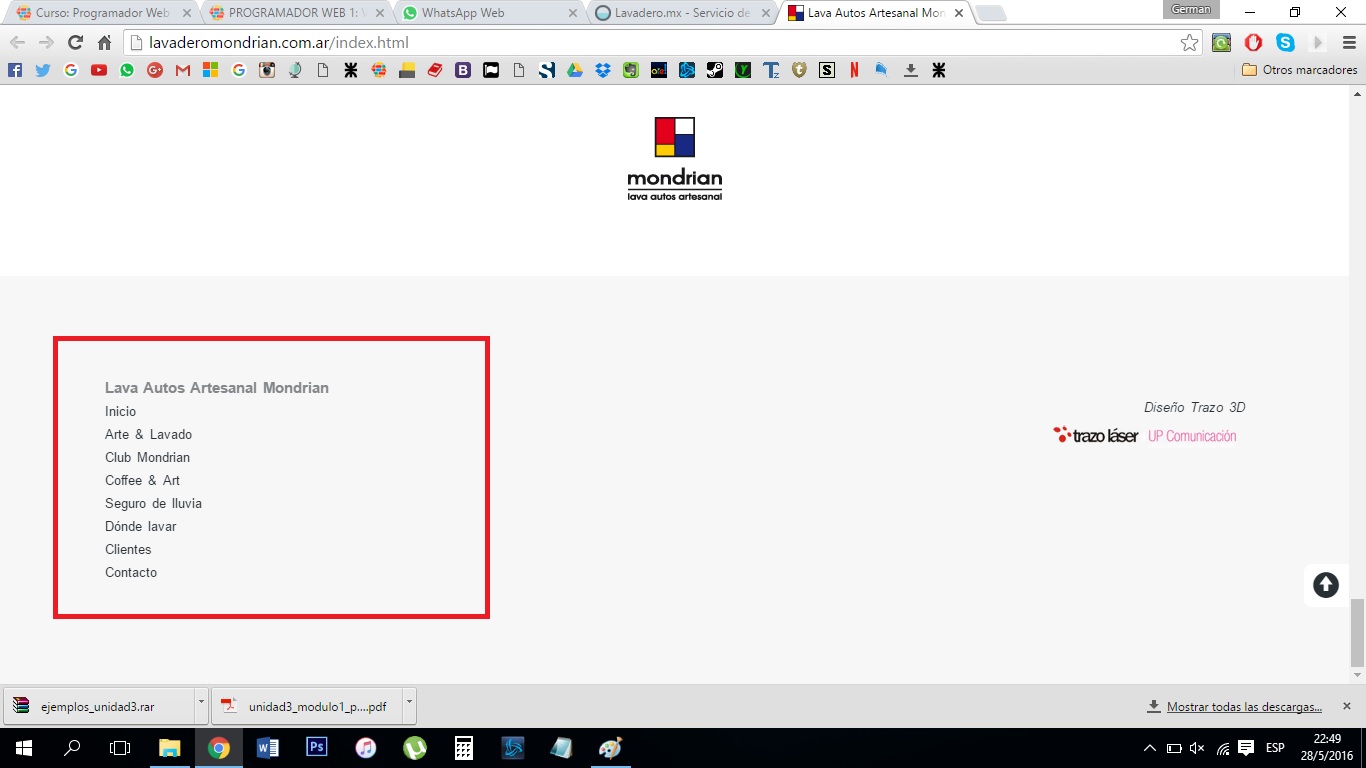 German
Curso: Programador Web
PROGRAMADOR WEB 1: V
WhatsApp Web
Lavadero.mx - Servicio de
Lava Autos Artesanal Mon
lavaderomondrian.com.ar/index.html
Otros marcadores
mondrian
lava autos artesanal
Lava Autos Artesanal Mondrian
Inicio
Arte & Lavado
Club Mondrian
Coffee & Art
Seguro de lluvia
Dónde lavar
Clientes
Contacto
Diseño Trazo 3D
trazo láser UP Comunicación
ejemplos_unidad3.rar
unidad3_modulo1_p....pdf
Mostrar todas las descargas...
ESP
22:49
28/5/2016